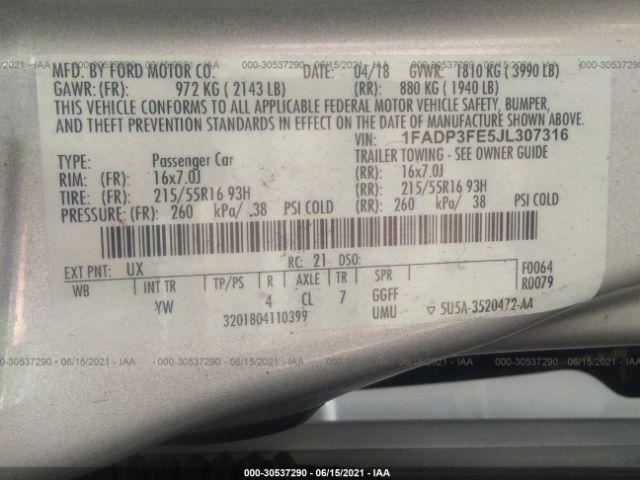 6/15/2021 - IAA 000-30537290 - 06/15/2021 - IAA 000-30537290 - 06/15/2021 - IAA 000-30537290
MFD. BY FORD MOTOR CO. DATE: 04/18 GVWR: 1810 KG ( 3990 LB)
GAWR: (FR): 972 KG ( 2143 LB) (RR): 880 KG ( 1940 LB)
THIS VEHICLE CONFORMS TO ALL APPLICABLE FEDERAL MOTOR VEHICLE SAFETY, BUMPER,
AND THEFT PREVENTION STANDARDS IN EFFECT ON THE DATE OF MANUFACTURE SHOWN ABOVE.
VIN: 1FADP3FE5JL307316
TYPE: Passenger Car TRAILER TOWING - SEE OWNER GUIDE
RIM: (FR): 16x7.0J (RR): 16x7.0J
TIRE: (FR): 215/55R16 93H (RR): 215/55R16 93H
PRESSURE: (FR): 260 kPa/ 38 PSI COLD (RR): 260 kPa/ 38 PSI COLD
EXT PNT: UX RC: 21 DSO: F0064
WB INT TR TP/PS R AXLE TR SPR R0079
YW 4 CL 7 GGFF
3201804110399 UMU ▽ 5U5A-3520472-AA
000-30537290 - 06/15/2021 - IAA